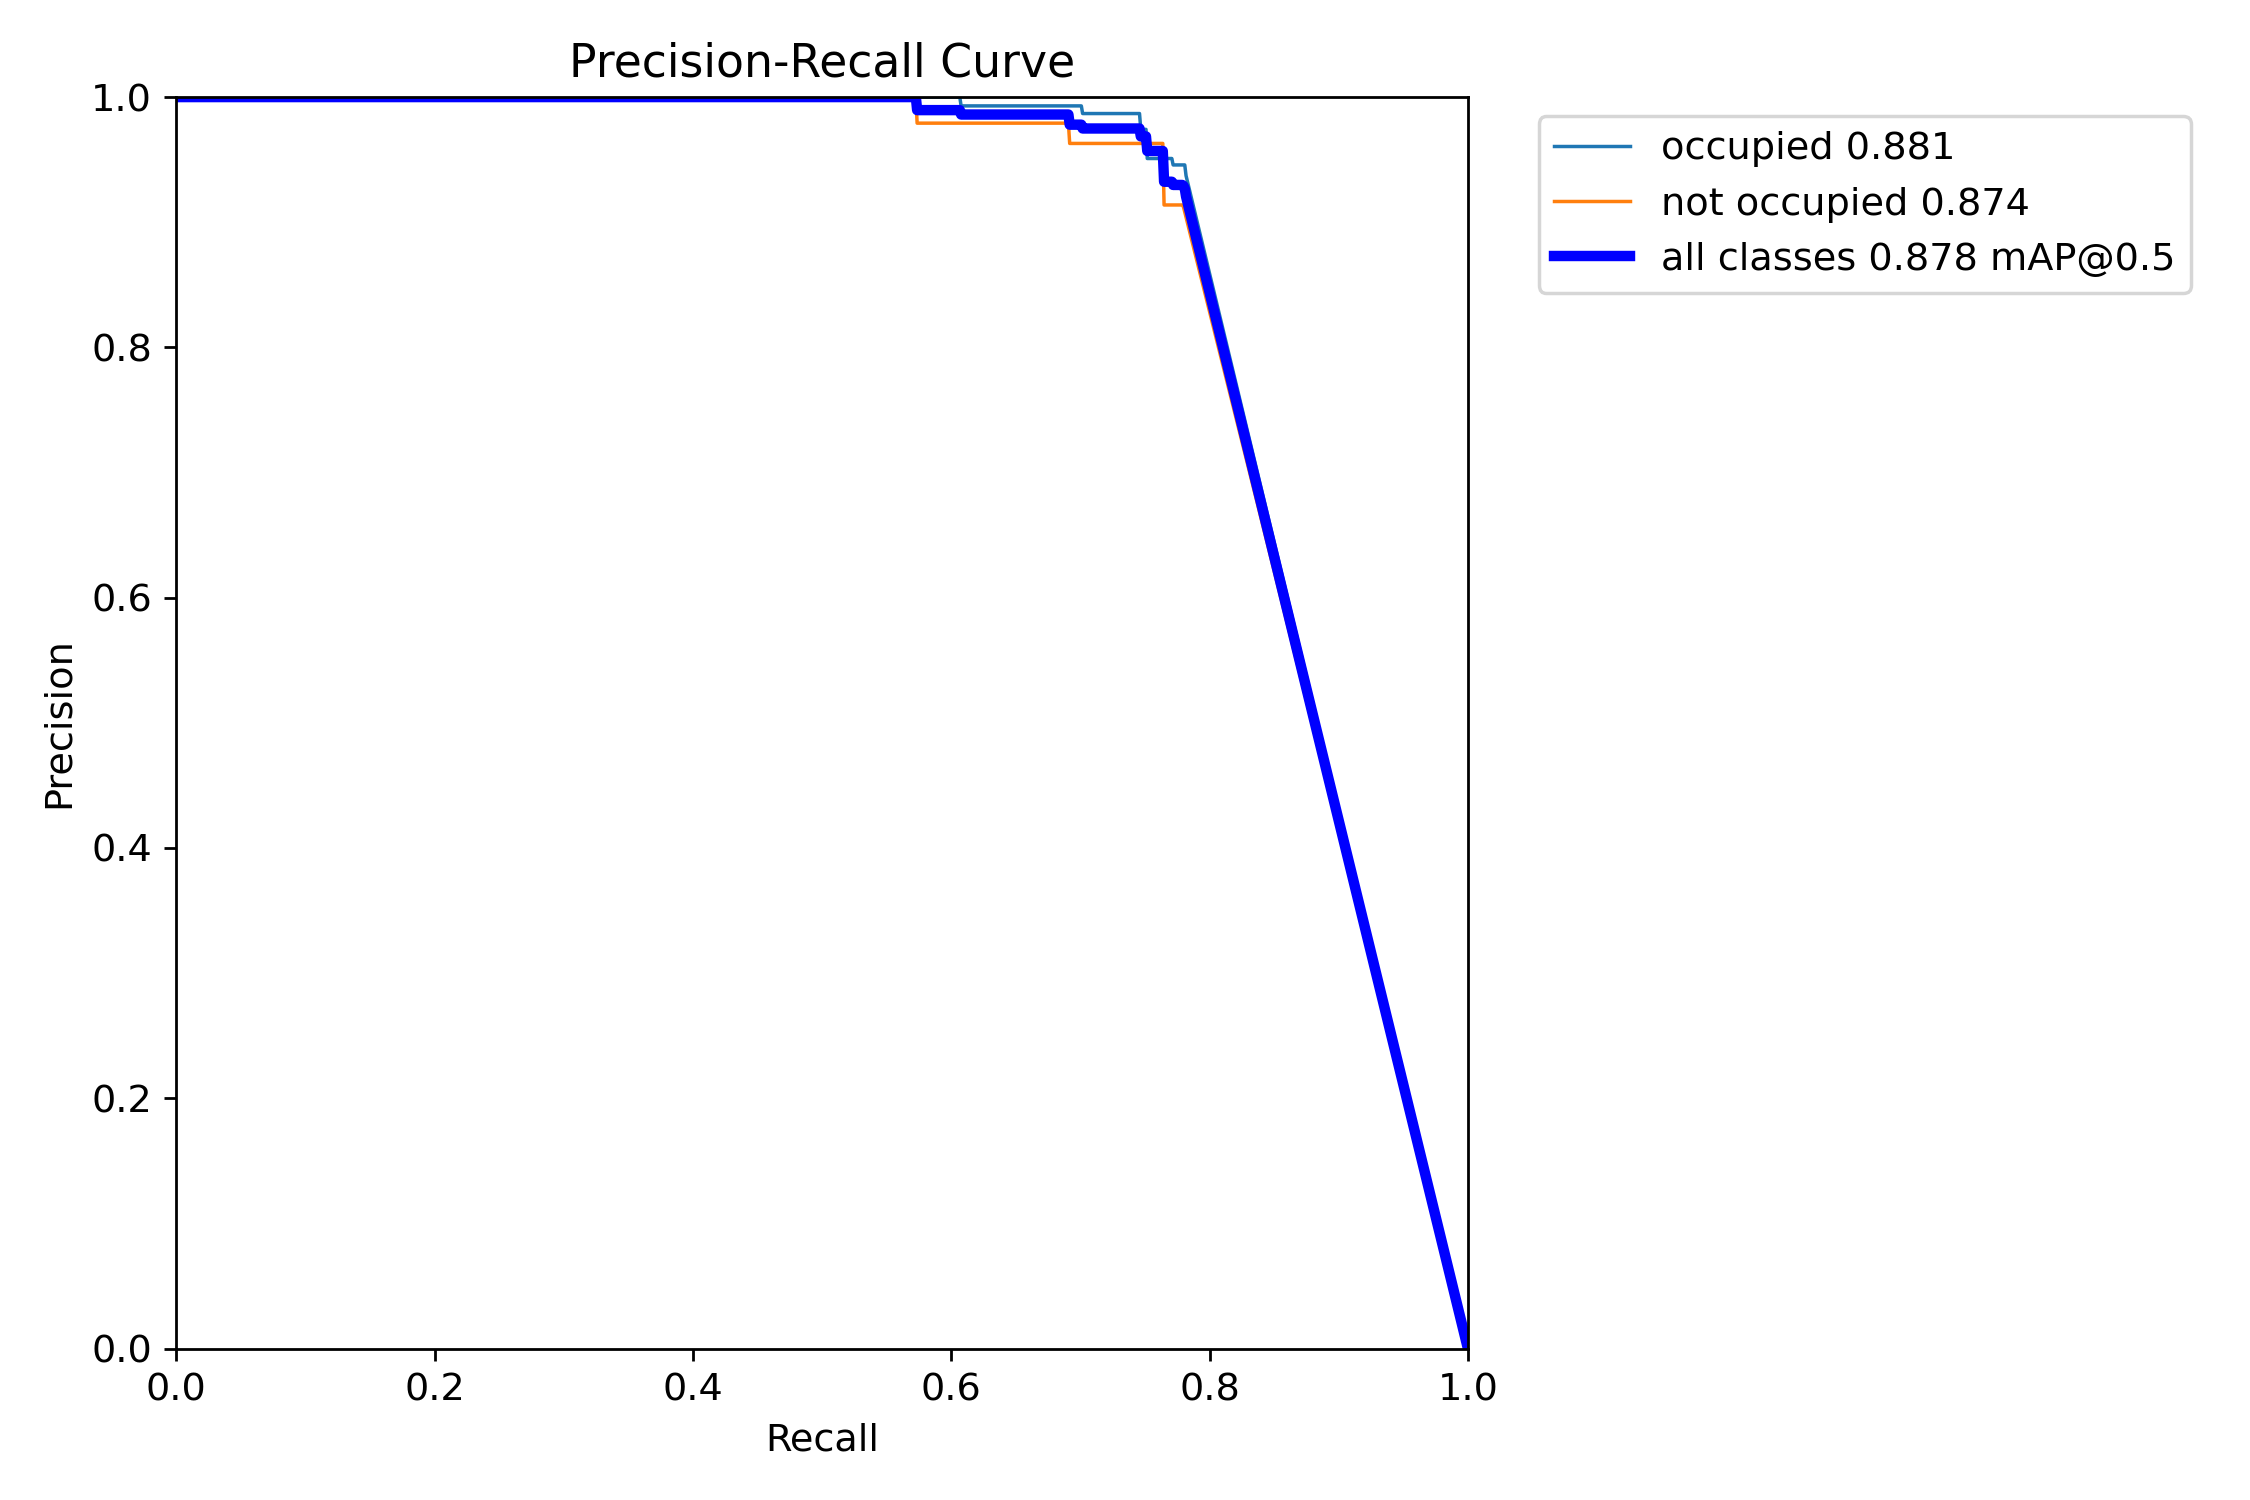 Precision-Recall Curve
1.0
0.8
0.6
0.4
0.2
0.0
Precision
0.0 0.2 0.4 0.6 0.8 1.0
Recall
occupied 0.881
not occupied 0.874
all classes 0.878 mAP@0.5